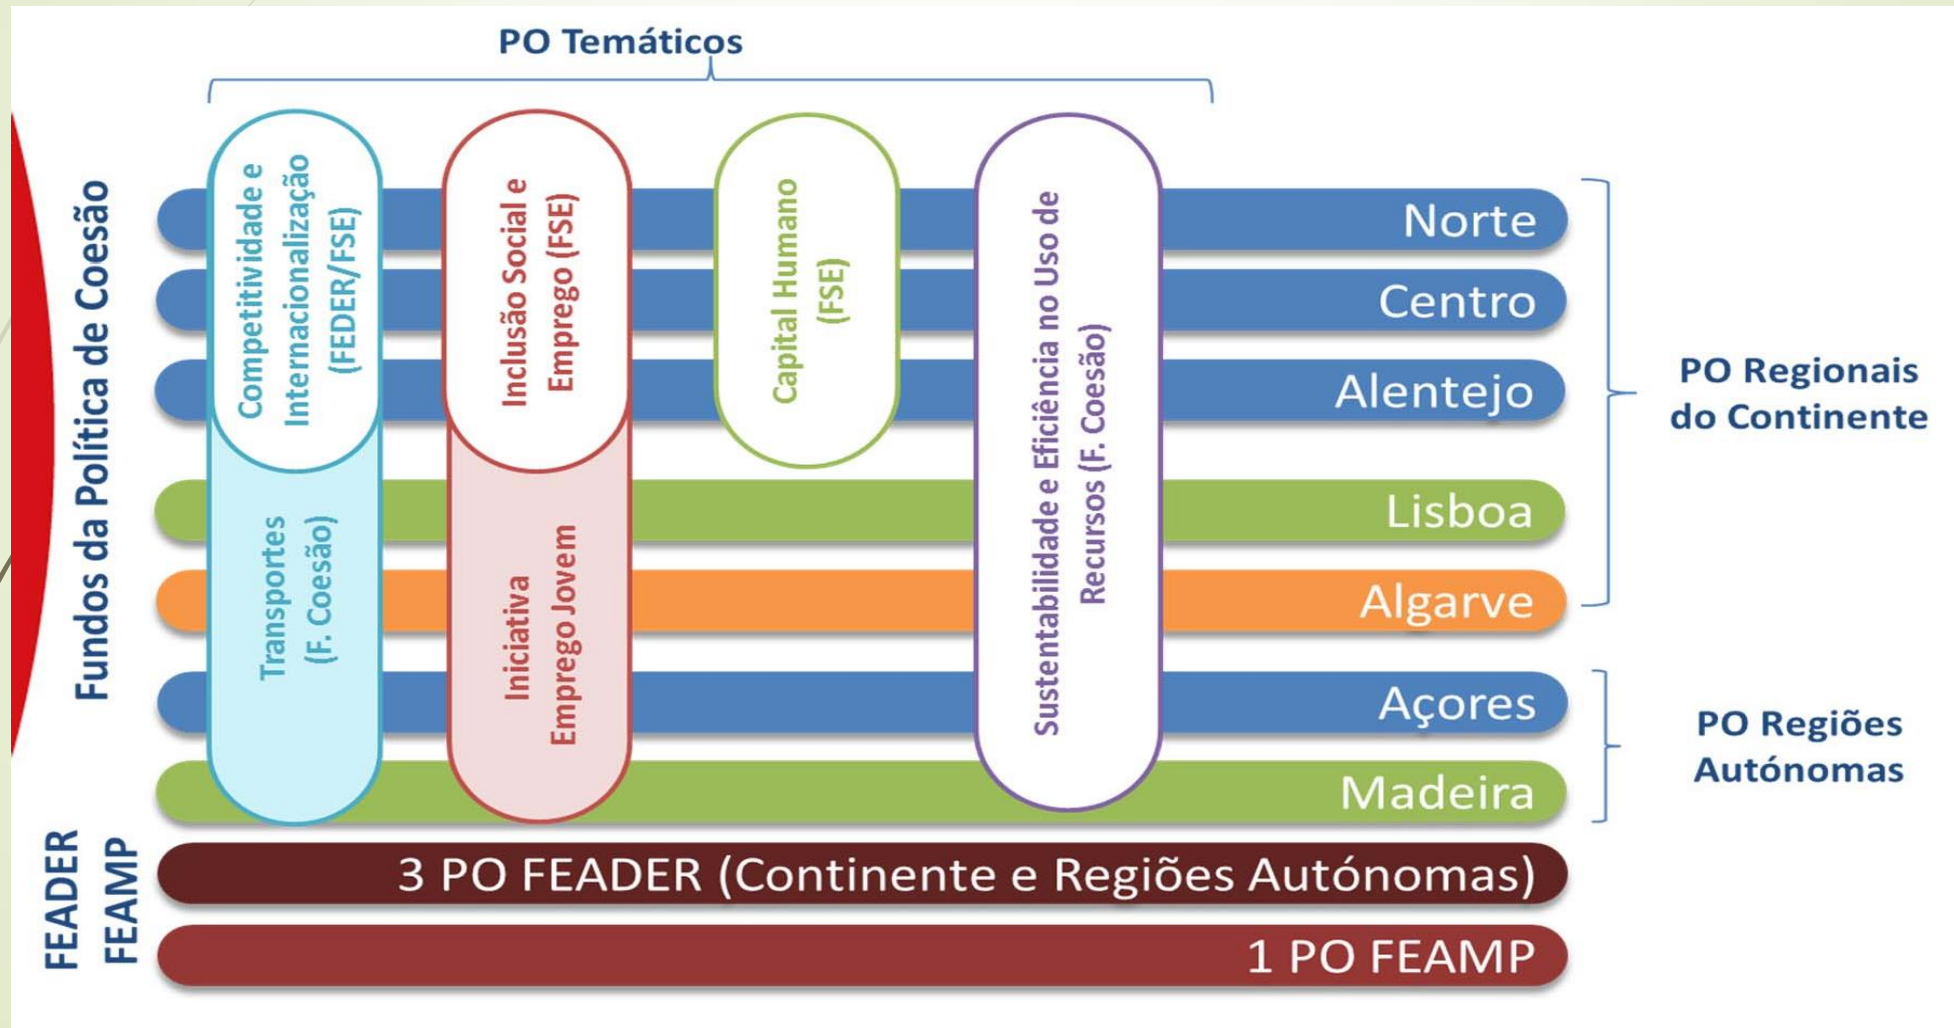 PO Temáticos
Fundos da Política de Coesão
Competitividade e
Internacionalização
(FEDER/FSE)
Transportes
(F. Coesão)
Inclusão Social e
Emprego (FSE)
Iniciativa
Emprego Jovem
Capital Humano
(FSE)
Sustentabilidade e Eficiência no Uso de
Recursos (F. Coesão)
Norte
Centro
Alentejo
Lisboa
Algarve
Açores
Madeira
PO Regionais
do Continente
PO Regiões
Autónomas
FEADER
FEAMP
3 PO FEADER (Continente e Regiões Autónomas)
1 PO FEAMP